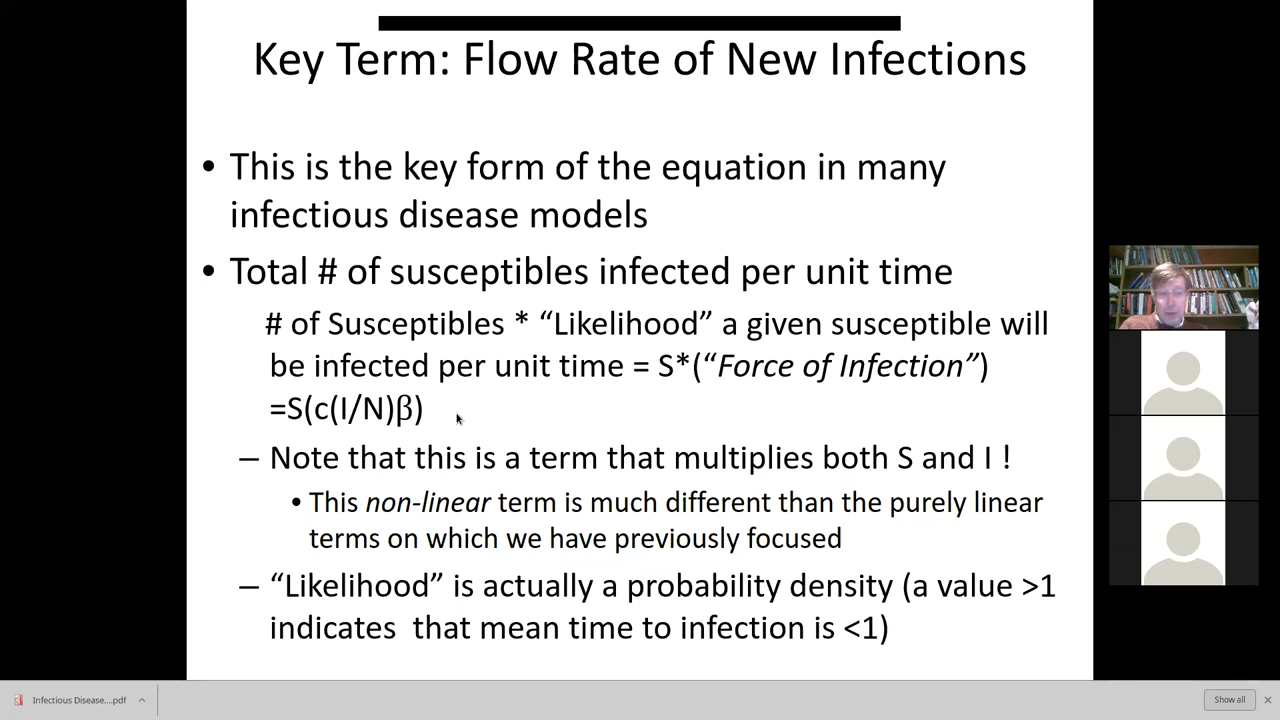 Key Term: Flow Rate of New Infections
• This is the key form of the equation in many
infectious disease models
• Total # of susceptibles infected per unit time
# of Susceptibles * “Likelihood” a given susceptible will
be infected per unit time = S*(“Force of Infection”)
=S(c(I/N)β)
– Note that this is a term that multiplies both S and I !
• This non-linear term is much different than the purely linear
terms on which we have previously focused
– “Likelihood” is actually a probability density (a value >1
indicates  that mean time to infection is <1)
Infectious Disease....pdf
Show all